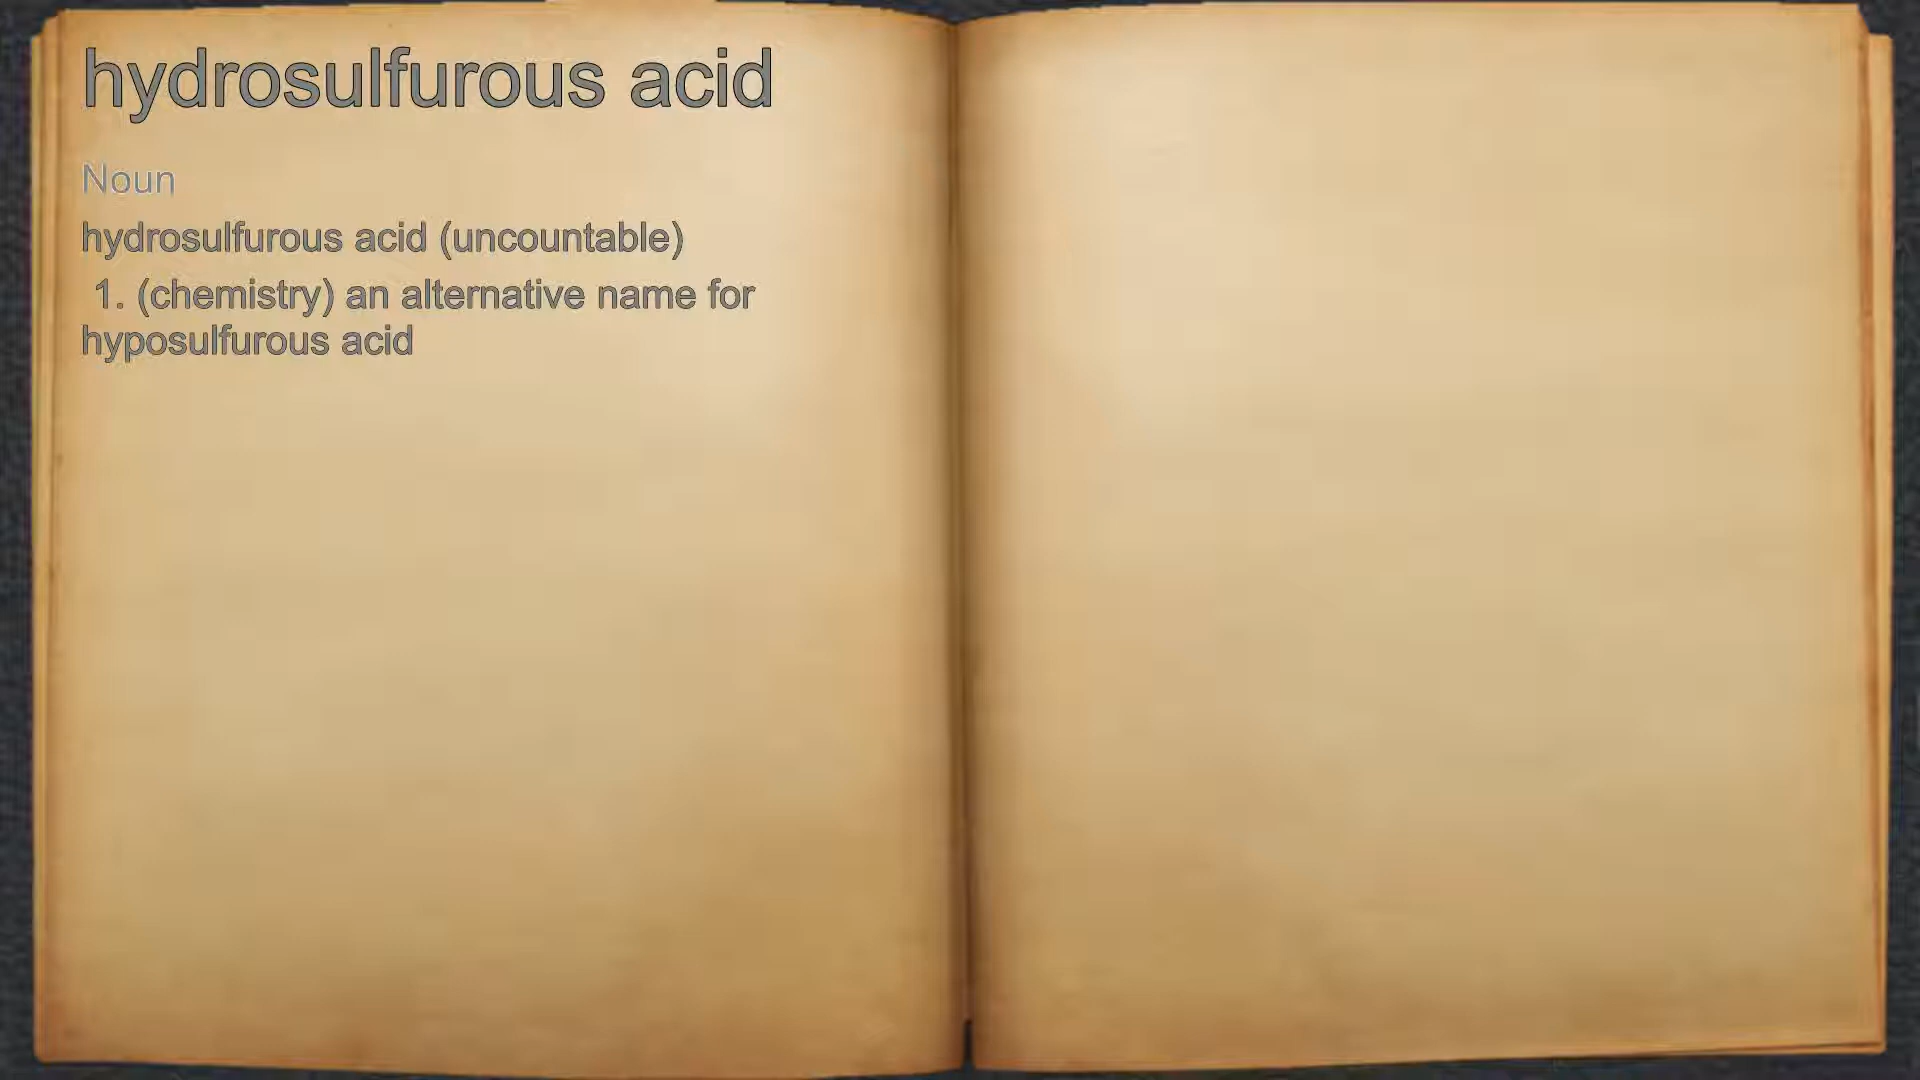 hydrosulfurous acid
Noun
hydrosulfurous acid (uncountable)
1. (chemistry) an alternative name for
hyposulfurous acid